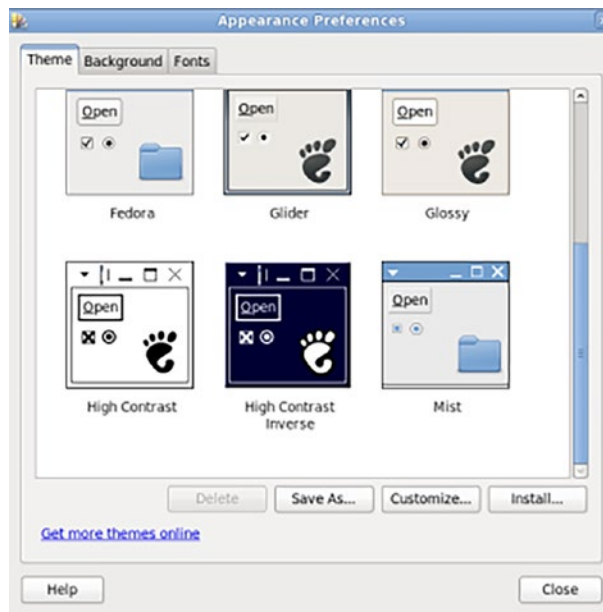 Appearance Preferences
Theme Background Fonts
Open Open Open
Fedora Glider Glossy
Open Open Open
High Contrast High Contrast Inverse Mist
Delete Save As... Customize... Install...
Get more themes online
Help Close